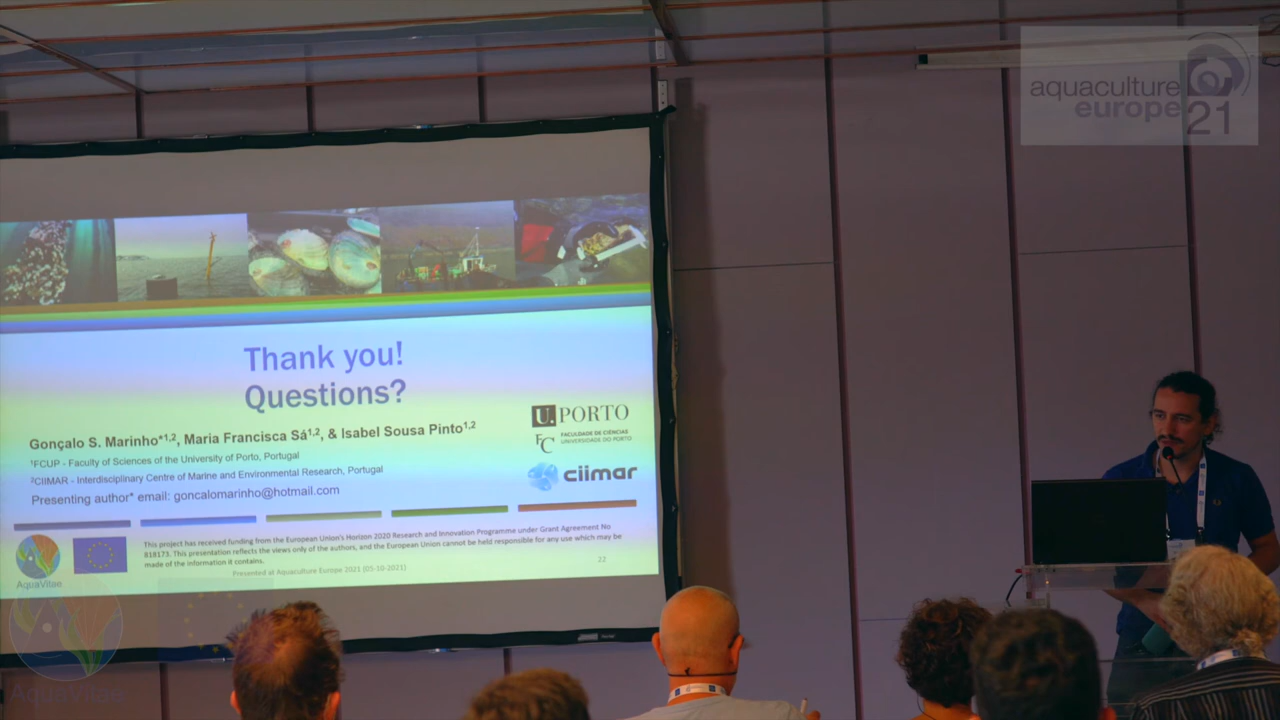 aquaculture
europe
21
Thank you!
Questions?
Gonçalo S. Marinho*1,2, Maria Francisca Sá1,2, & Isabel Sousa Pinto1,2
1FCUP - Faculty of Sciences of the University of Porto, Portugal
2CIIMAR - Interdisciplinary Centre of Marine and Environmental Research, Portugal
Presenting author* email: goncalomarinho@hotmail.com
U.PORTO
FC FACULDADE DE CIÊNCIAS
UNIVERSIDADE DO PORTO
ciimar
This project has received funding from the European Union's Horizon 2020 Research and Innovation Programme under Grant Agreement No
818173. This presentation reflects the views only of the authors, and the European Union cannot be held responsible for any use which may be
made of the information it contains.
AquaVitae
Presented at Aquaculture Europe 2021 (05-10-2021)
22
AquaVitae